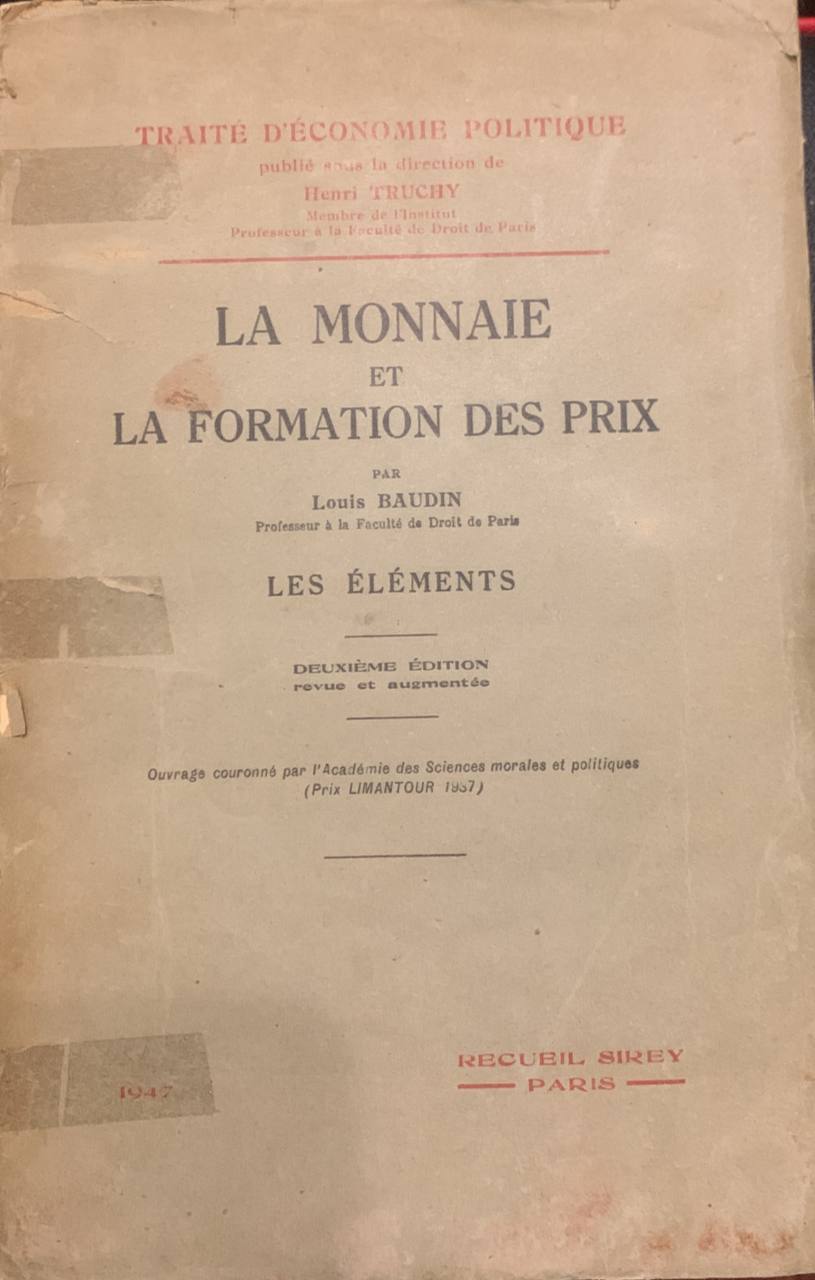 TRAITÉ D'ÉCONOMIE POLITIQUE
publié sous la direction de
Henri TRUCHY
Membre de l'Institut
Professeur à la Faculté de Droit de Paris
LA MONNAIE
ET
LA FORMATION DES PRIX
PAR
Louis BAUDIN
Professeur à la Faculté de Droit de Paris
LES ÉLÉMENTS
DEUXIÈME ÉDITION
revue et augmentée
Ouvrage couronné par l'Académie des Sciences morales et politiques
(Prix LIMANTOUR 1937)
RECUEIL SIREY
PARIS
1947